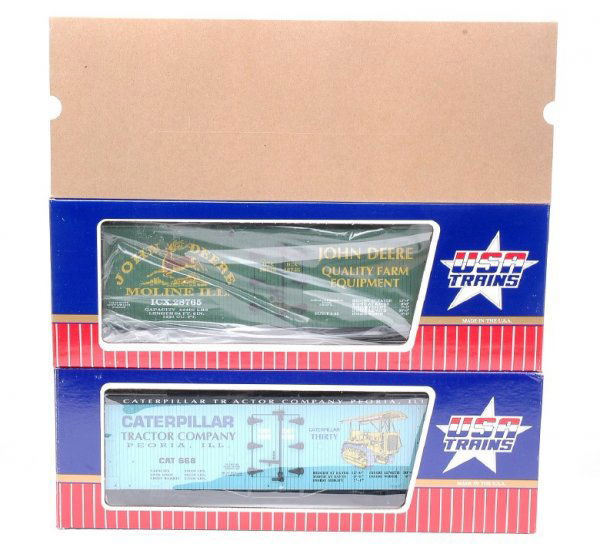 JOHN DEERE
MOLINE ILL.
ICX 28765
JOHN DEERE
QUALITY FARM
EQUIPMENT
USA
TRAINS
MADE IN THE U.S.A.
CATERPILLAR TRACTOR COMPANY PEORIA, ILL
CATERPILLAR
TRACTOR COMPANY
PEORIA, ILL
CAT 668
CATERPILLAR
THIRTY
USA
TRAINS
MADE IN THE U.S.A.